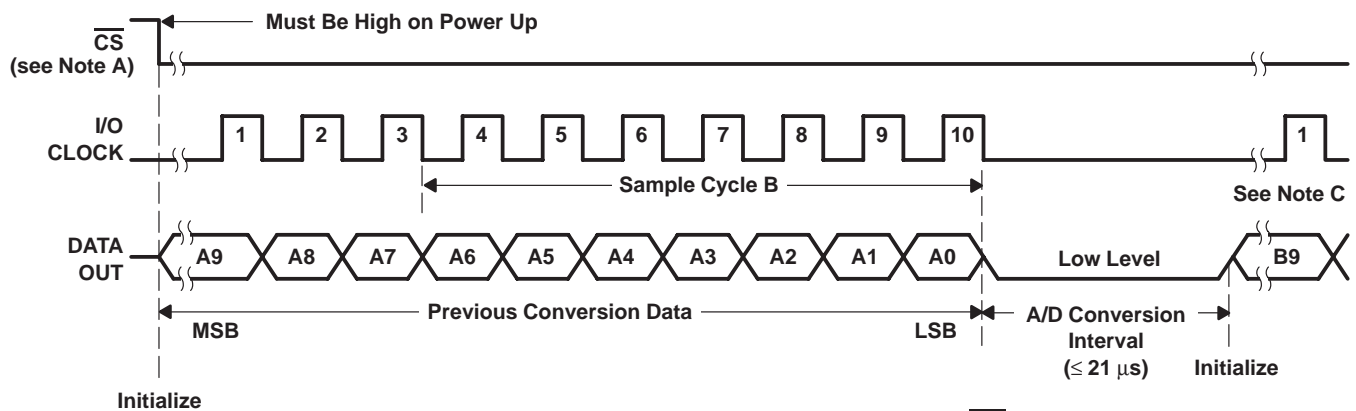 Must Be High on Power Up
CS
(see Note A)
I/O
CLOCK
1 2 3 4 5 6 7 8 9 10 1
Sample Cycle B
See Note C
DATA
OUT
A9 A8 A7 A6 A5 A4 A3 A2 A1 A0 Low Level B9
Previous Conversion Data
MSB
LSB
A/D Conversion
Interval
(≤ 21 μs)
Initialize
Initialize